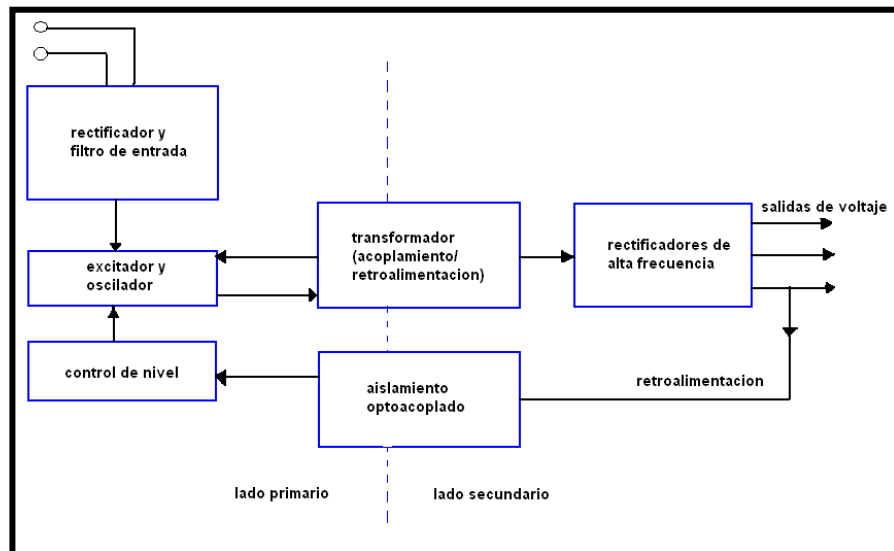 rectificador y
filtro de entrada
salidas de voltaje
transformador
(acoplamiento/
retroalimentacion)
rectificadores de
alta frecuencia
excitador y
oscilador
control de nivel
aislamiento
optoacoplado
retroalimentacion
lado primario
lado secundario